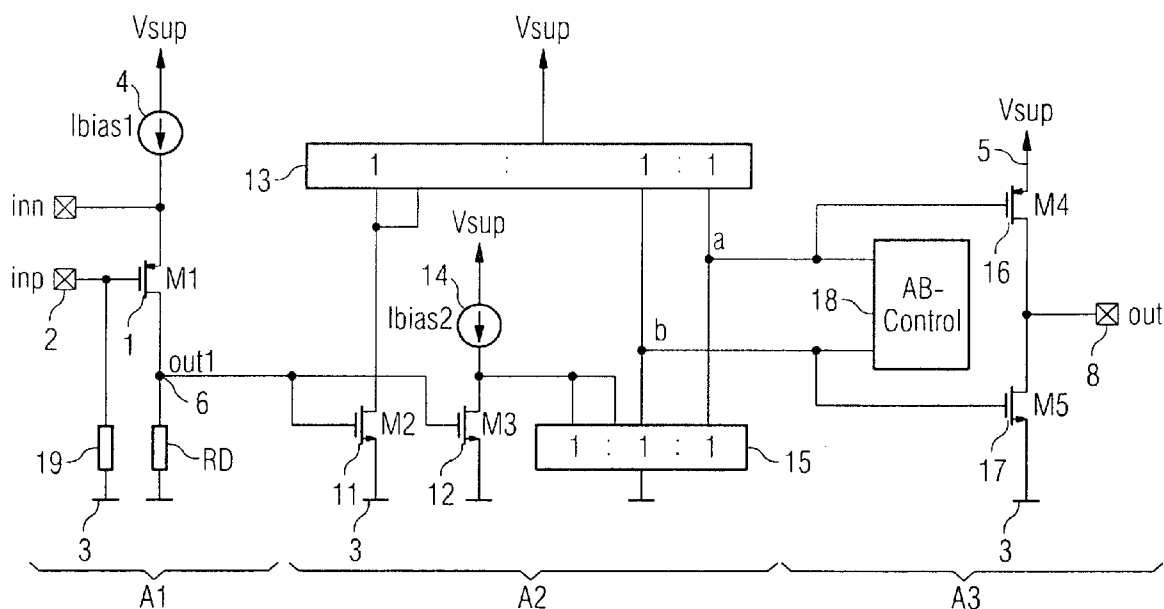 Vsup
4
Ibias1
inn
inp
2
M1
1
out1
6
19
RD
3
A1
Vsup
13
1 : 1 : 1
Vsup
14
Ibias2
a
b
M2
11
3
M3
12
1 : 1 : 1
15
A2
Vsup
5
M4
16
18
AB-
Control
out
8
M5
17
3
A3